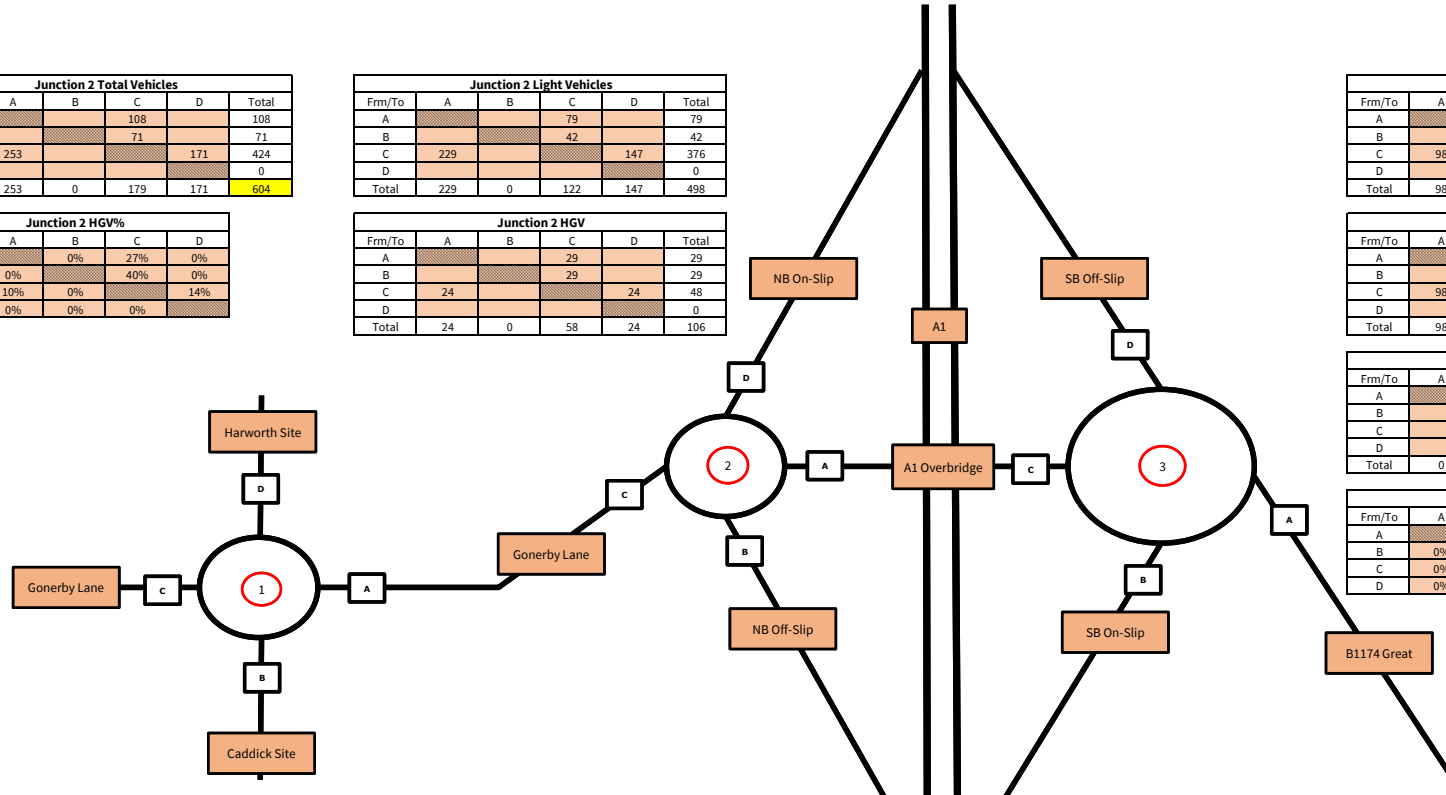 Junction 2 Total Vehicles
A B C D Total
108 108
71 71
253 171 424
0
253 0 179 171 604
Junction 2 HGV%
A B C D
0% 27% 0%
0% 40% 0%
10% 0% 14%
0% 0% 0%
Junction 2 Light Vehicles
Frm/To A B C D Total
A 79 79
B 42 42
C 229 147 376
D 0
Total 229 0 122 147 498
Junction 2 HGV
Frm/To A B C D Total
A 29 29
B 29 29
C 24 24 48
D 0
Total 24 0 58 24 106
Frm/To A
A
B
C 98
D
Total 98
Frm/To A
A
B
C 98
D
Total 98
Frm/To A
A
B
C
D
Total 0
Frm/To A
A
B 0%
C 0%
D 0%
NB On-Slip
SB Off-Slip
A1
D
D
Harworth Site
D
Gonerby Lane
C
1
A
B
Caddick Site
Gonerby Lane
C
2
A
A1 Overbridge
C
3
A
B
NB Off-Slip
B
SB On-Slip
B1174 Great